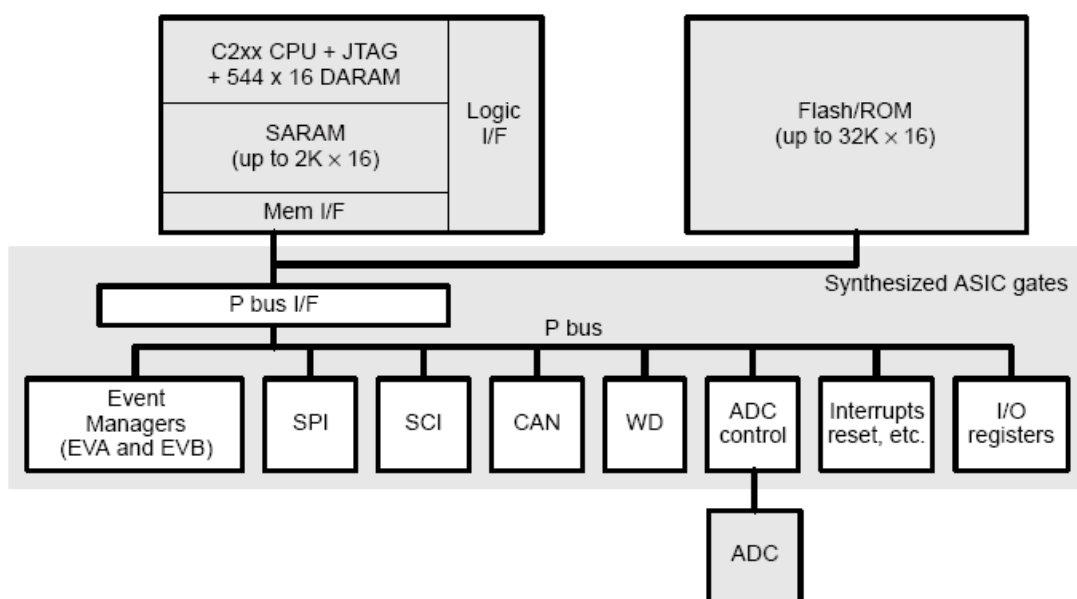 C2xx CPU + JTAG
+ 544 x 16 DARAM
SARAM
(up to 2K × 16)
Mem I/F
Logic
I/F
Flash/ROM
(up to 32K × 16)
Synthesized ASIC gates
P bus I/F
P bus
Event
Managers
(EVA and EVB)
SPI
SCI
CAN
WD
ADC
control
Interrupts
reset, etc.
I/O
registers
ADC